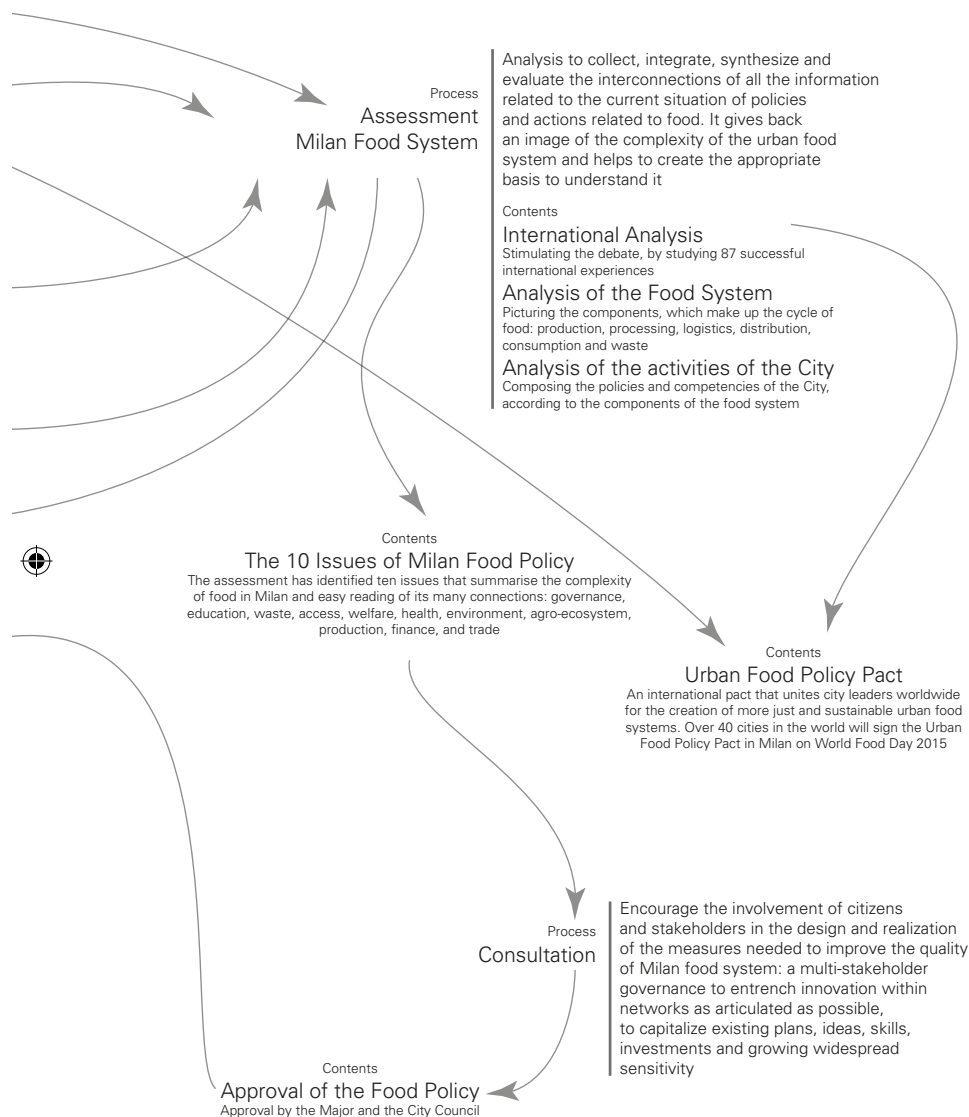 Process
Assessment
Milan Food System
Analysis to collect, integrate, synthesize and
evaluate the interconnections of all the information
related to the current situation of policies
and actions related to food. It gives back
an image of the complexity of the urban food
system and helps to create the appropriate
basis to understand it
Contents
International Analysis
Stimulating the debate, by studying 87 successful
international experiences
Analysis of the Food System
Picturing the components, which make up the cycle of
food: production, processing, logistics, distribution,
consumption and waste
Analysis of the activities of the City
Composing the policies and competencies of the City,
according to the components of the food system
Contents
The 10 Issues of Milan Food Policy
The assessment has identified ten issues that summarise the complexity
of food in Milan and easy reading of its many connections: governance,
education, waste, access, welfare, health, environment, agro-ecosystem,
production, finance, and trade
Contents
Urban Food Policy Pact
An international pact that unites city leaders worldwide
for the creation of more just and sustainable urban food
systems. Over 40 cities in the world will sign the Urban
Food Policy Pact in Milan on World Food Day 2015
Process
Consultation
Encourage the involvement of citizens
and stakeholders in the design and realization
of the measures needed to improve the quality
of Milan food system: a multi-stakeholder
governance to entrench innovation within
networks as articulated as possible,
to capitalize existing plans, ideas, skills,
investments and growing widespread
sensitivity
Contents
Approval of the Food Policy
Approval by the Major and the City Council